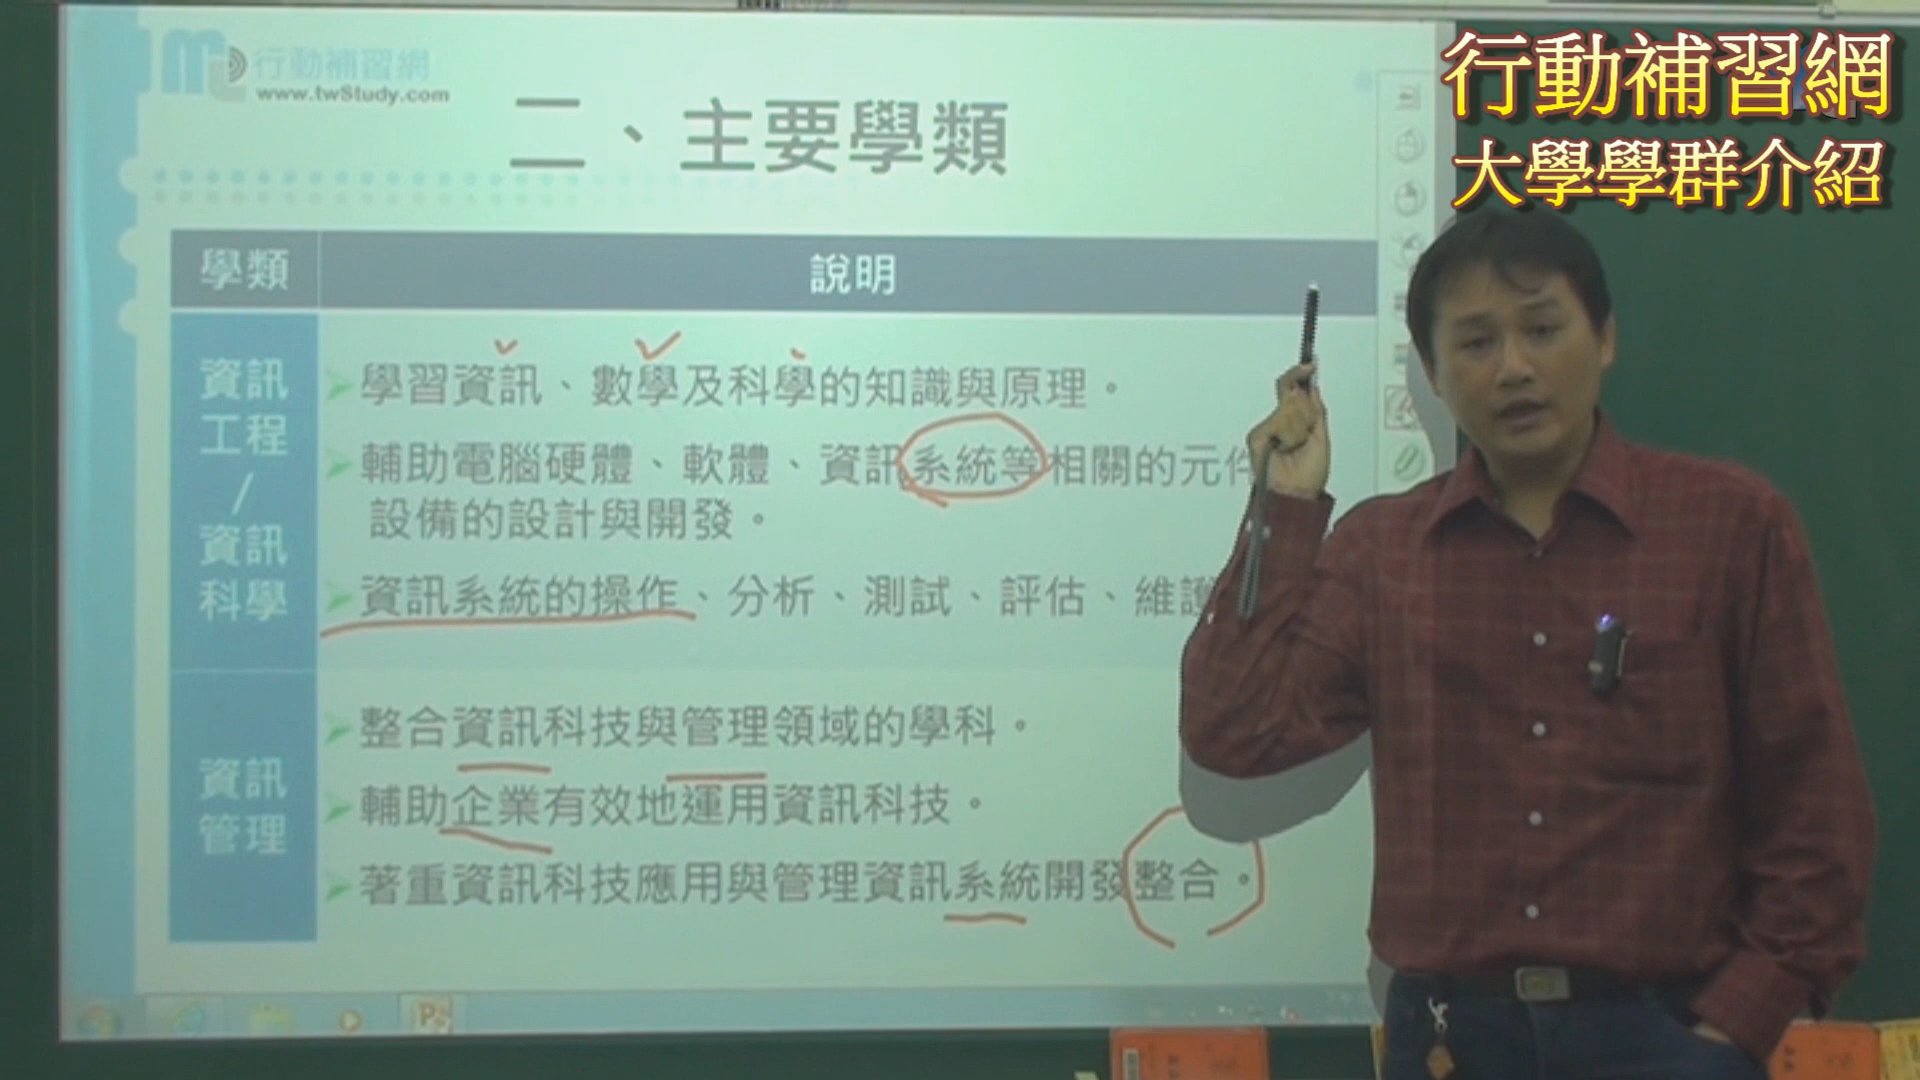 行動補習網
大學學群介紹
行動補習網
www.twStudy.com
二、主要學類
學類
說明
資訊
工程
/
資訊
科學
學習資訊、數學及科學的知識與原理。
輔助電腦硬體、軟體、資訊系統等相關的元件
設備的設計與開發。
資訊系統的操作、分析、測試、評估、維護
資訊
管理
整合資訊科技與管理領域的學科。
輔助企業有效地運用資訊科技。
著重資訊科技應用與管理資訊系統開發整合。